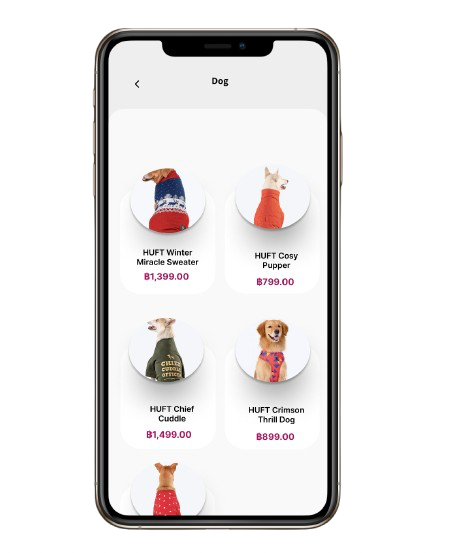 Dog
HUFT Winter
Miracle Sweater
฿1,399.00
HUFT Cosy
Pupper
฿799.00
CHIEF
CUDDLE
OFFICER
HUFT Chief
Cuddle
฿1,499.00
HUFT Crimson
Thrill Dog
฿899.00